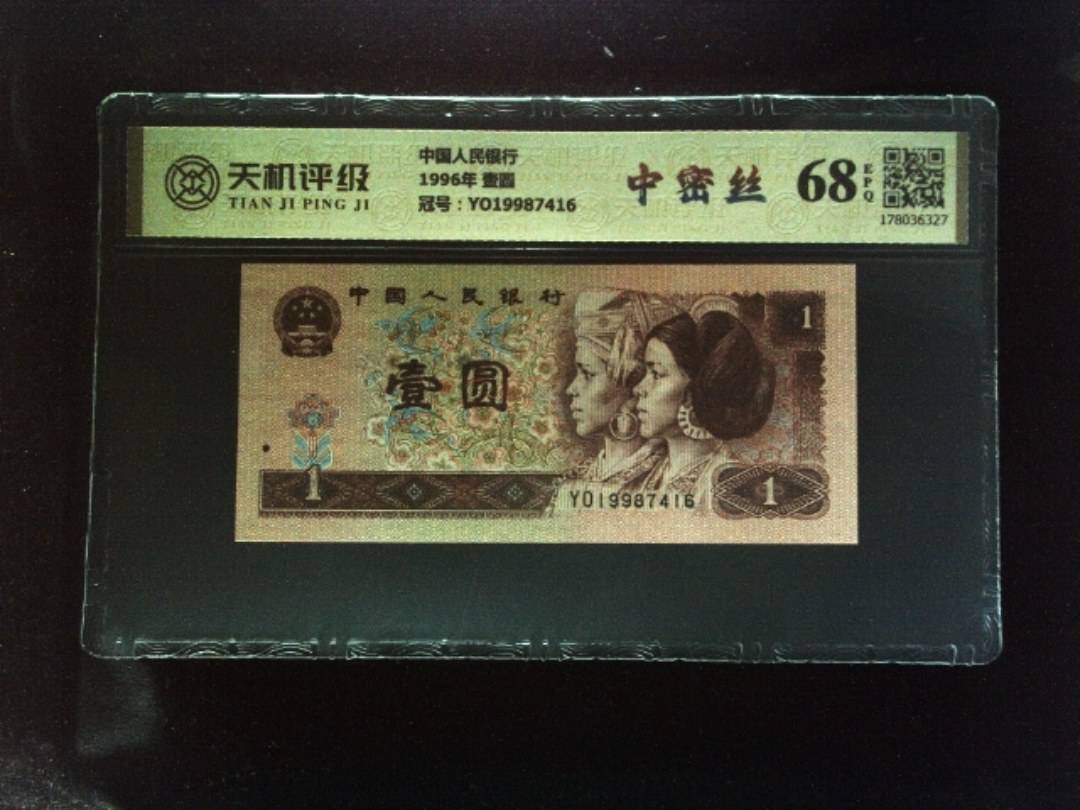 天机评级
TIAN JI PING JI
中国人民银行
1996年 壹圆
冠号：YO19987416
中密丝
68
EPQ
178036327
中国人民银行
1
壹圆
1
YO19987416
1